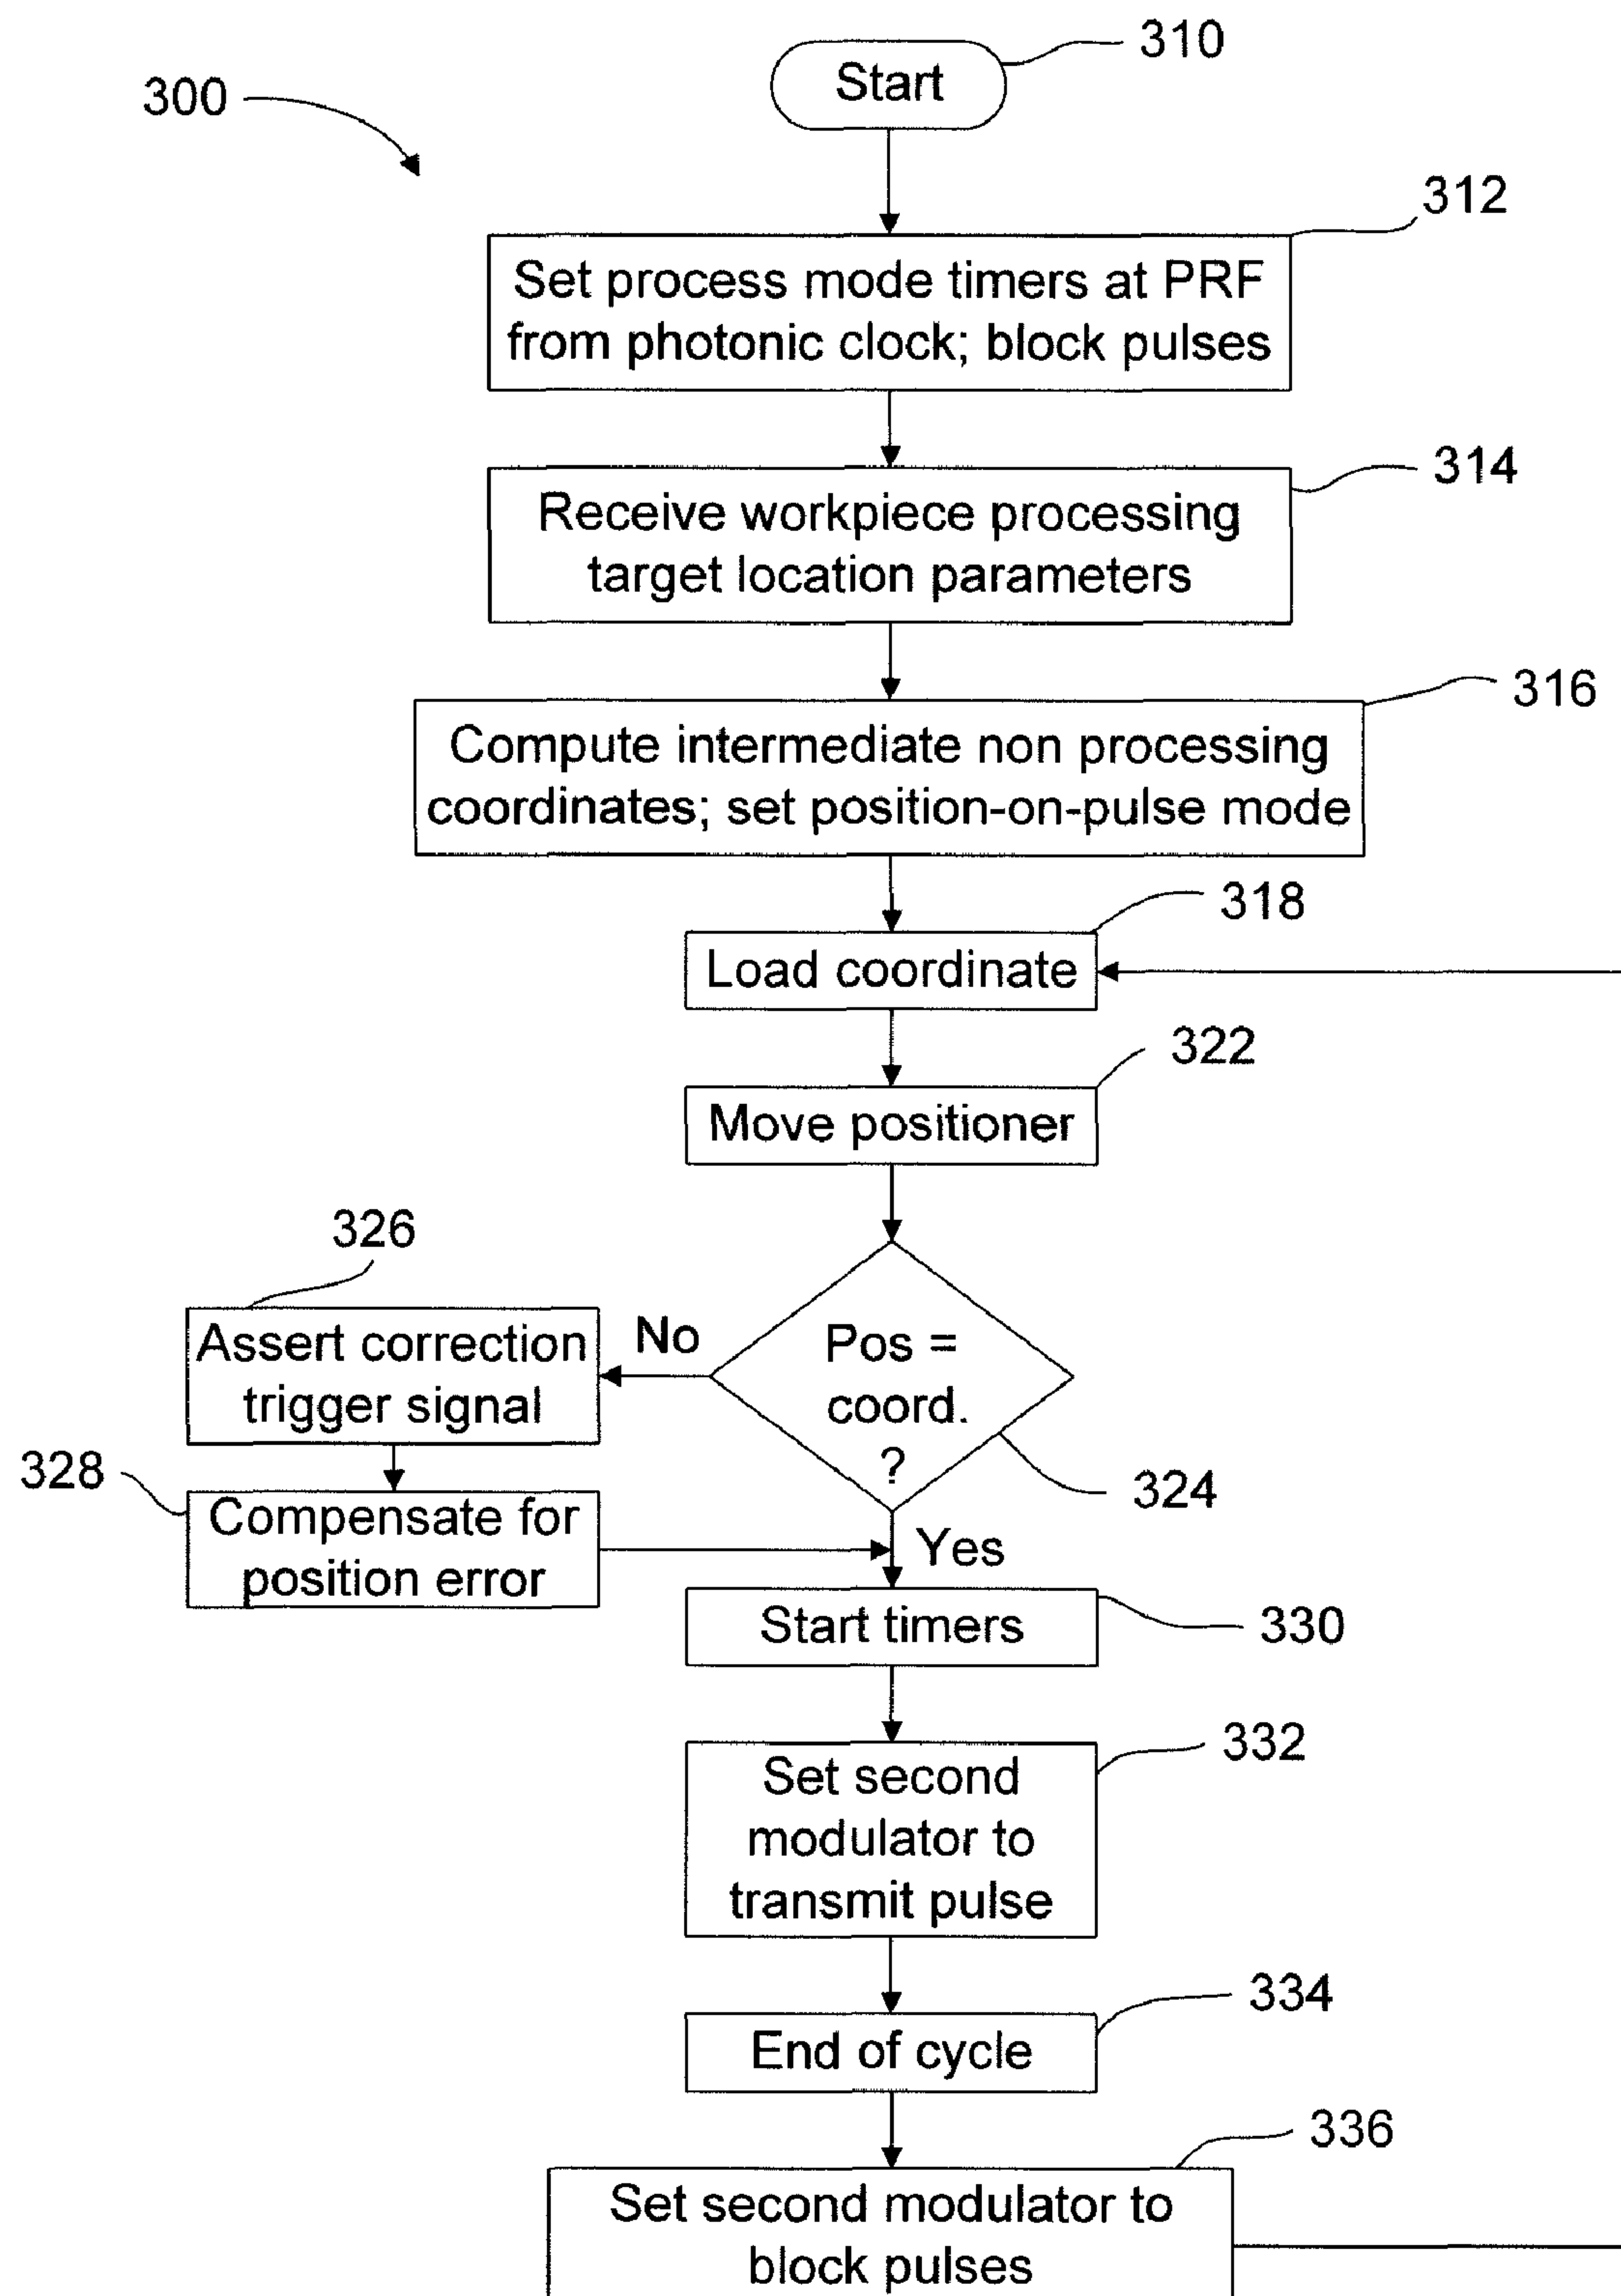 310
Start
300
312
Set process mode timers at PRF
from photonic clock; block pulses
314
Receive workpiece processing
target location parameters
316
Compute intermediate non processing
coordinates; set position-on-pulse mode
318
Load coordinate
322
Move positioner
326
Assert correction
trigger signal
No
Pos =
coord.
?
324
328
Compensate for
position error
Yes
Start timers
330
332
Set second
modulator to
transmit pulse
334
End of cycle
336
Set second modulator to
block pulses